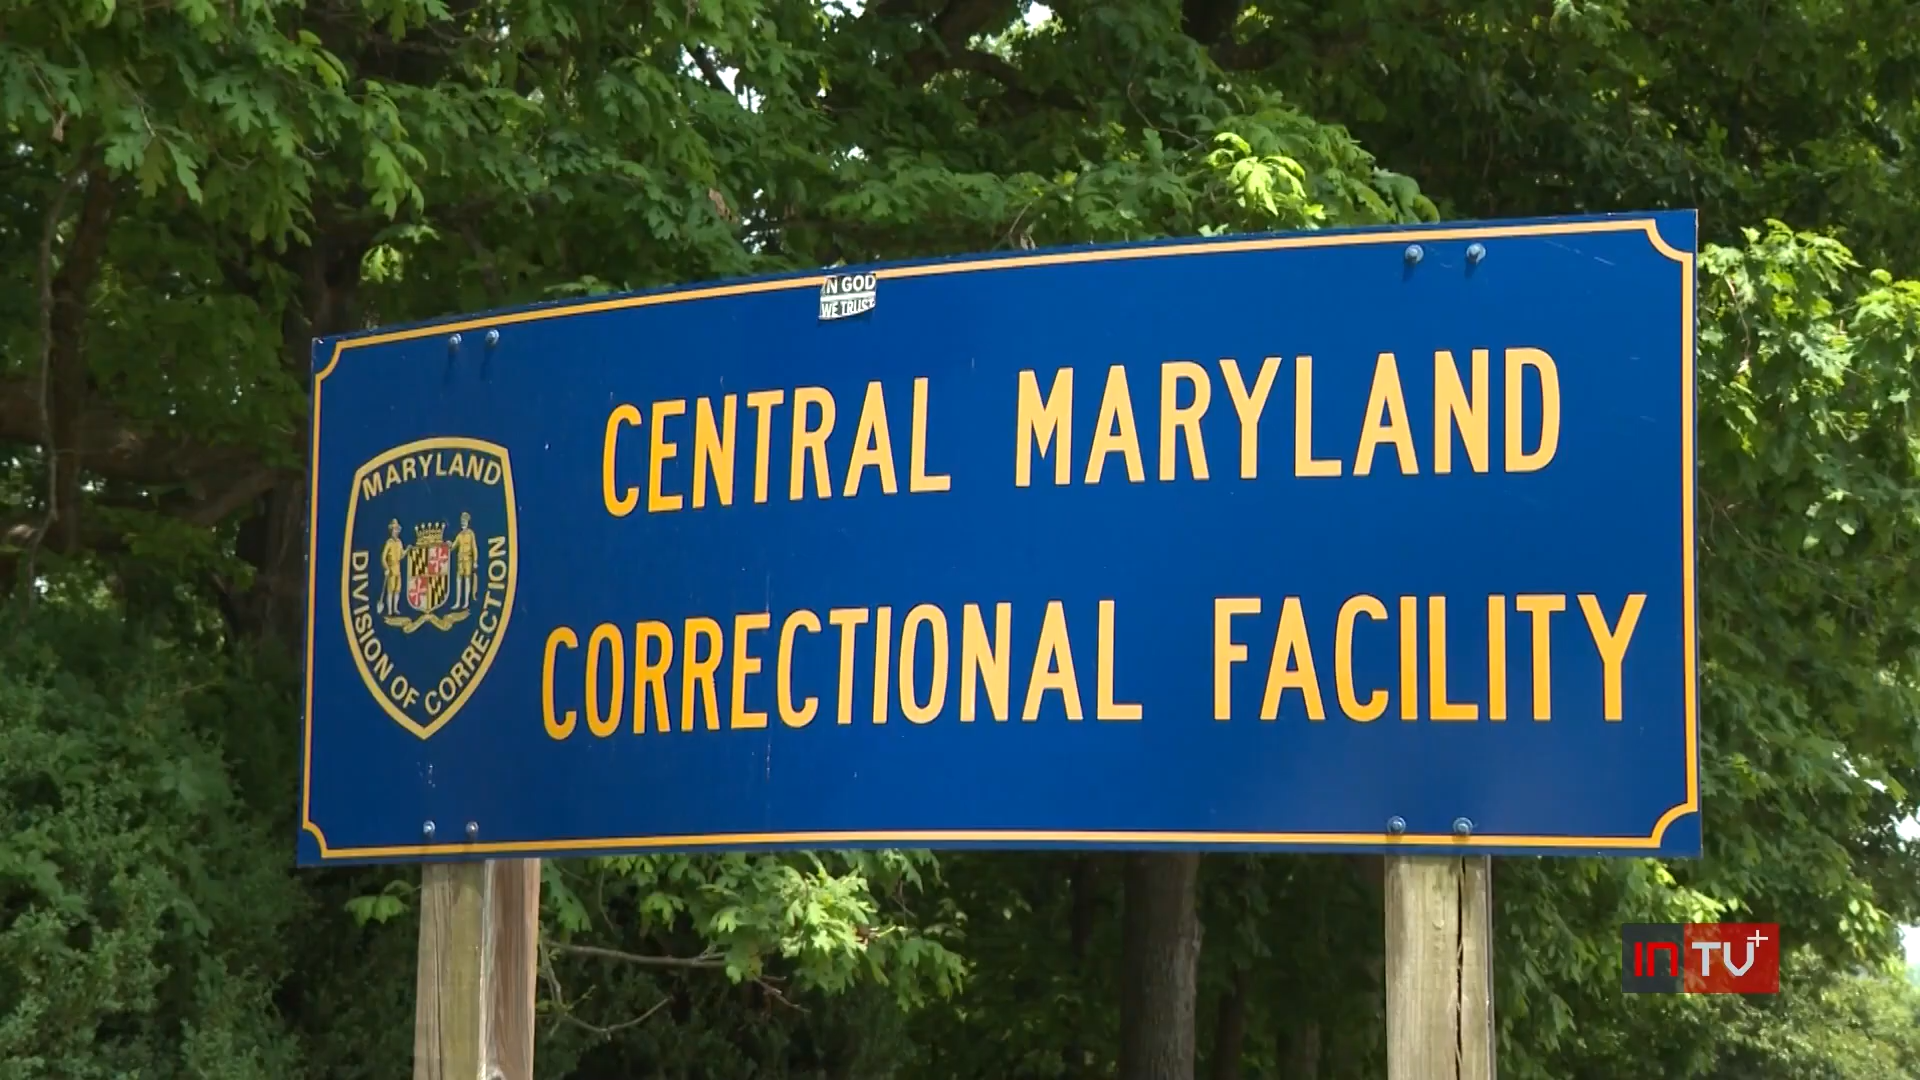 IN GOD
WE TRUST
CENTRAL MARYLAND
CORRECTIONAL FACILITY
MARYLAND
DIVISION OF CORRECTION
INTV+